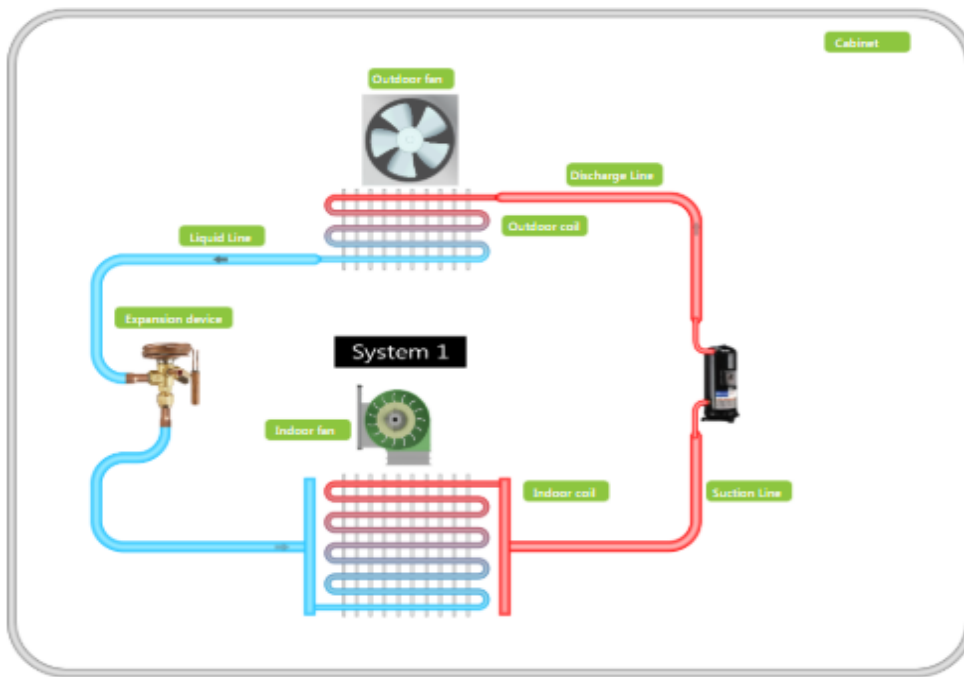 Cabinet
Outdoor fan
Discharge Line
Outdoor coil
Liquid Line
Expansion device
System 1
Indoor fan
Indoor coil
Suction Line